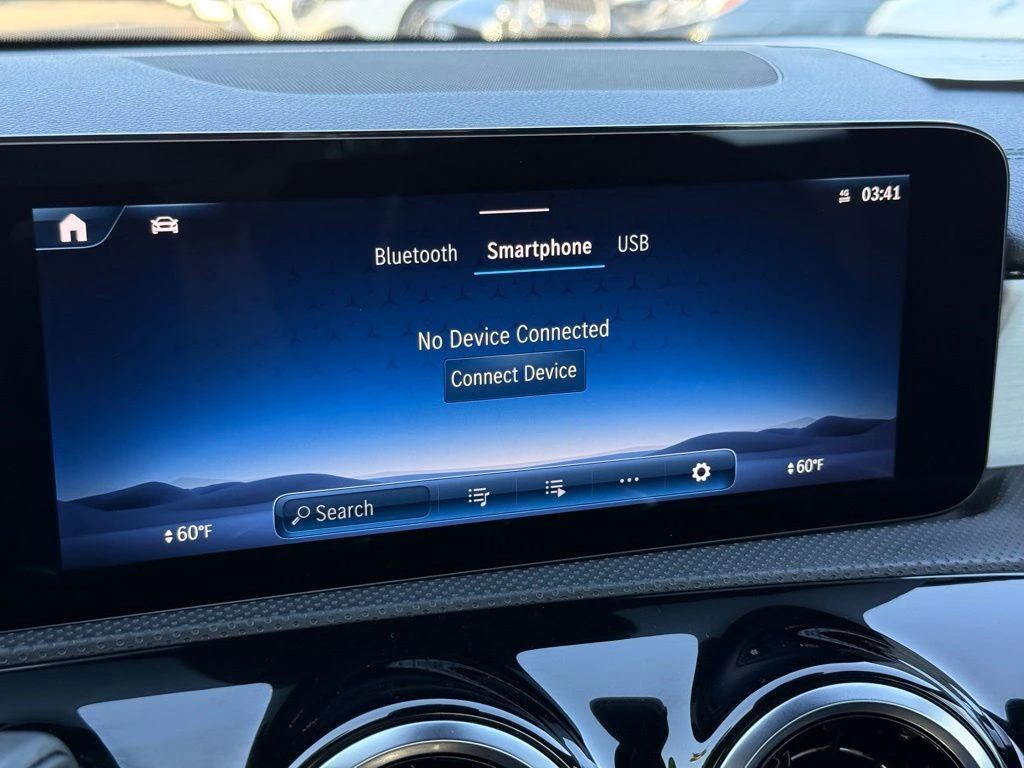 4G 03:41
Bluetooth Smartphone USB
No Device Connected
Connect Device
60°F Search 60°F